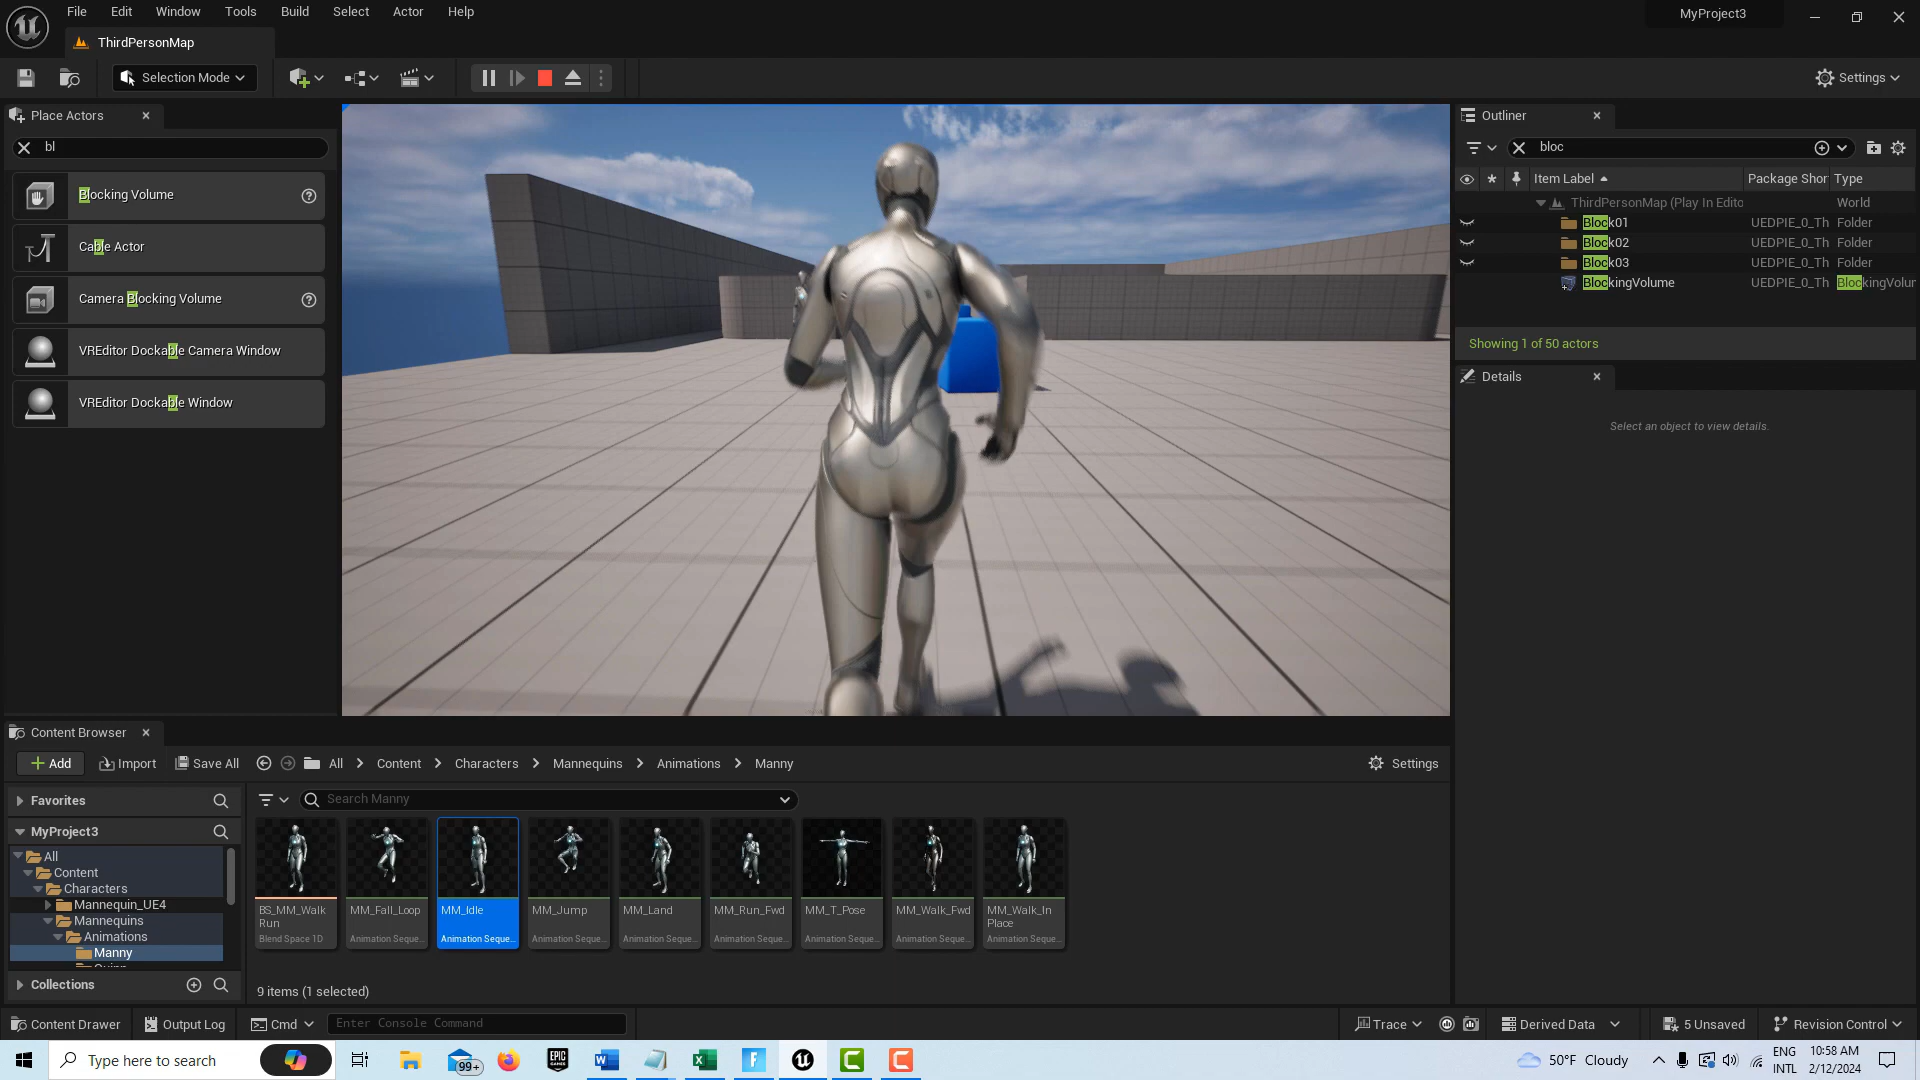 File Edit Window Tools Build Select Actor Help
MyProject3
ThirdPersonMap
Selection Mode
Settings
Place Actors
bl
Blocking Volume
Cable Actor
Camera Blocking Volume
VREditor Dockable Camera Window
VREditor Dockable Window
Outliner
bloc
Item Label Package Shor Type
ThirdPersonMap (Play In Edito World
Block01 UEDPIE_0_Th Folder
Block02 UEDPIE_0_Th Folder
Block03 UEDPIE_0_Th Folder
BlockingVolume UEDPIE_0_Th BlockingVolur
Showing 1 of 50 actors
Details
Select an object to view details.
Content Browser
Add Import Save All All Content Characters Mannequins Animations Manny Settings
Favorites
Search Manny
MyProject3
All
Content
Characters
Mannequin_UE4
Mannequins
Animations
Manny
Collections
BS_MM_Walk
Run
Blend Space 1D
MM_Fall_Loop
Animation Seque...
MM_Idle
Animation Seque...
MM_Jump
Animation Seque...
MM_Land
Animation Seque...
MM_Run_Fwd
Animation Seque...
MM_T_Pose
Animation Seque...
MM_Walk_Fwd
Animation Seque...
MM_Walk_In
Place
Animation Seque...
9 items (1 selected)
Content Drawer Output Log Cmd Enter Console Command Trace Derived Data 5 Unsaved Revision Control
Type here to search
99+
EPIC
GAMES
50°F Cloudy
ENG
INTL
10:58 AM
2/12/2024